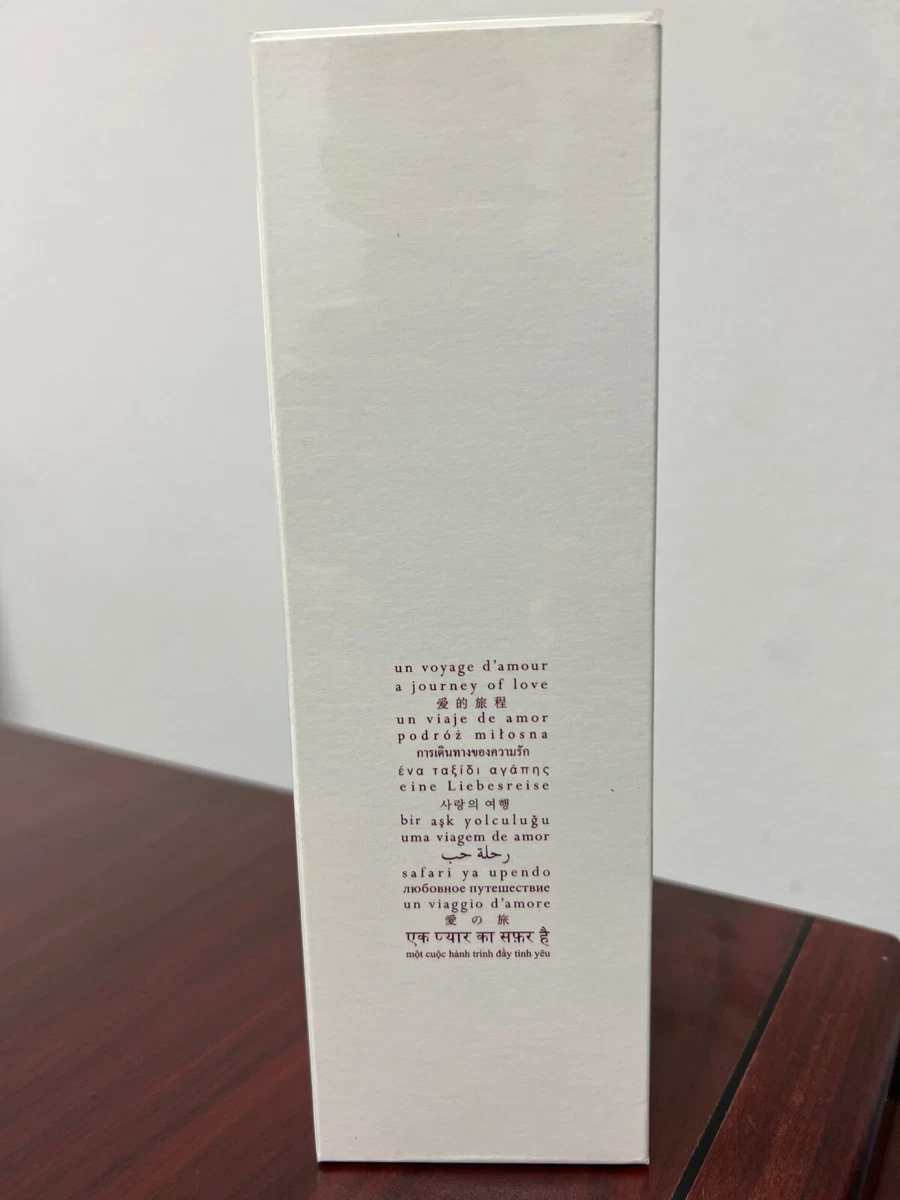 un voyage d'amour
a journey of love
爱的旅程
un viaje de amor
podróż miłosna
การเดินทางของความรัก
ένα ταξίδι αγάπης
eine Liebesreise
사랑의 여행
bir aşk yolculuğu
uma viagem de amor
رحلة حب
safari ya upendo
любовное путешествие
un viaggio d'amore
愛の旅
एक प्यार का सफ़र है
một cuộc hành trình đầy tình yêu